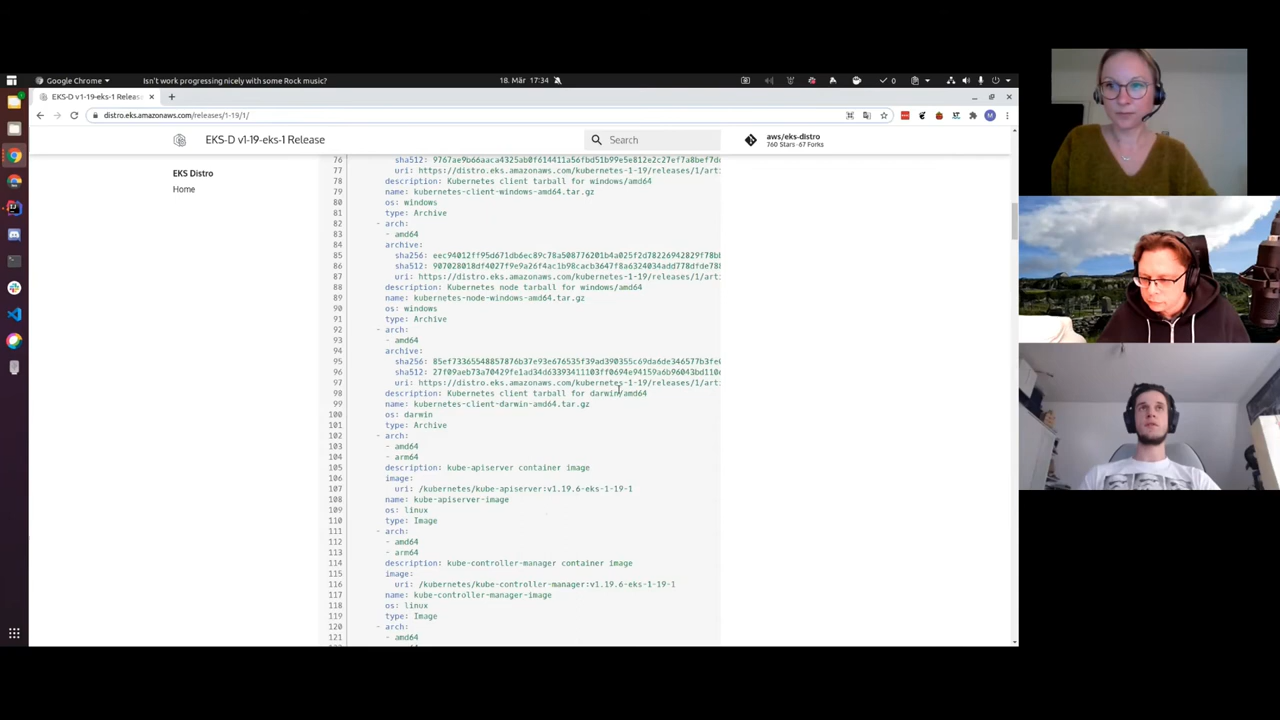 Google Chrome
Isn't work progressing nicely with some Rock music?
18. Mär 17:34
0
EKS-D v1-19-eks-1 Releas
distro.eks.amazonaws.com/releases/1-19/1/
EKS-D v1-19-eks-1 Release
Search
aws/eks-distro
760 Stars · 67 Forks
EKS Distro
Home
76
77 uri: https://distro.eks.amazonaws.com/kubernetes-1-19/releases/1/arti
78 description: Kubernetes client tarball for windows/amd64
79 name: kubernetes-client-windows-amd64.tar.gz
80 os: windows
81 type: Archive
82 - arch:
83 - amd64
84 archive:
85 sha256:
86 sha512:
87 uri: https://distro.eks.amazonaws.com/kubernetes-1-19/releases/1/arti
88 description: Kubernetes node tarball for windows/amd64
89 name: kubernetes-node-windows-amd64.tar.gz
90 os: windows
91 type: Archive
92 - arch:
93 - amd64
94 archive:
95 sha256:
96 sha512:
97 uri: https://distro.eks.amazonaws.com/kubernetes-1-19/releases/1/arti
98 description: Kubernetes client tarball for darwin/amd64
99 name: kubernetes-client-darwin-amd64.tar.gz
100 os: darwin
101 type: Archive
102 - arch:
103 - amd64
104 - arm64
105 description: kube-apiserver container image
106 image:
107 uri: /kubernetes/kube-apiserver:v1.19.6-eks-1-19-1
108 name: kube-apiserver-image
109 os: linux
110 type: Image
111 - arch:
112 - amd64
113 - arm64
114 description: kube-controller-manager container image
115 image:
116 uri: /kubernetes/kube-controller-manager:v1.19.6-eks-1-19-1
117 name: kube-controller-manager-image
118 os: linux
119 type: Image
120 - arch:
121 - amd64